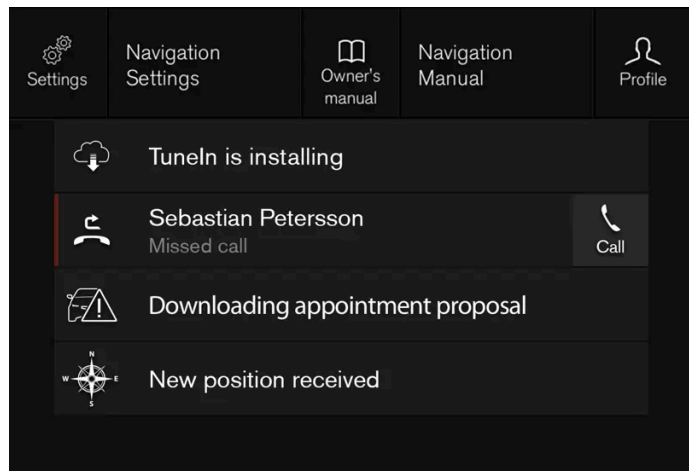 Settings
Navigation
Settings
Owner's
manual
Navigation
Manual
Profile
TuneIn is installing
Sebastian Petersson
Missed call
Call
Downloading appointment proposal
N
W
E
S
New position received